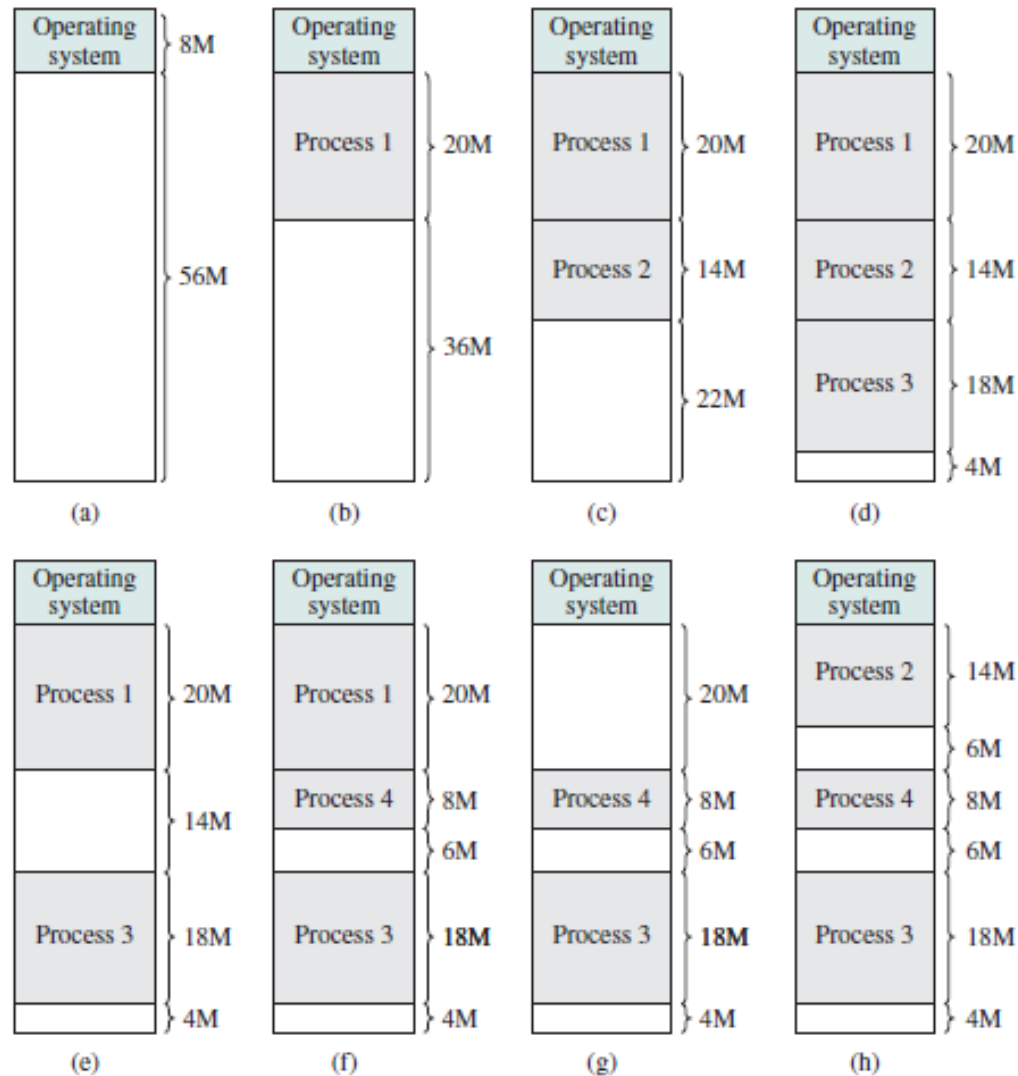 Operating
system
8M
56M
(a)
Operating
system
Process 1
20M
36M
(b)
Operating
system
Process 1
20M
Process 2
14M
22M
(c)
Operating
system
Process 1
20M
Process 2
14M
Process 3
18M
4M
(d)
Operating
system
Process 1
20M
14M
Process 3
18M
4M
(e)
Operating
system
Process 1
20M
Process 4
8M
6M
Process 3
18M
4M
(f)
Operating
system
20M
Process 4
8M
6M
Process 3
18M
4M
(g)
Operating
system
Process 2
14M
6M
Process 4
8M
6M
Process 3
18M
4M
(h)